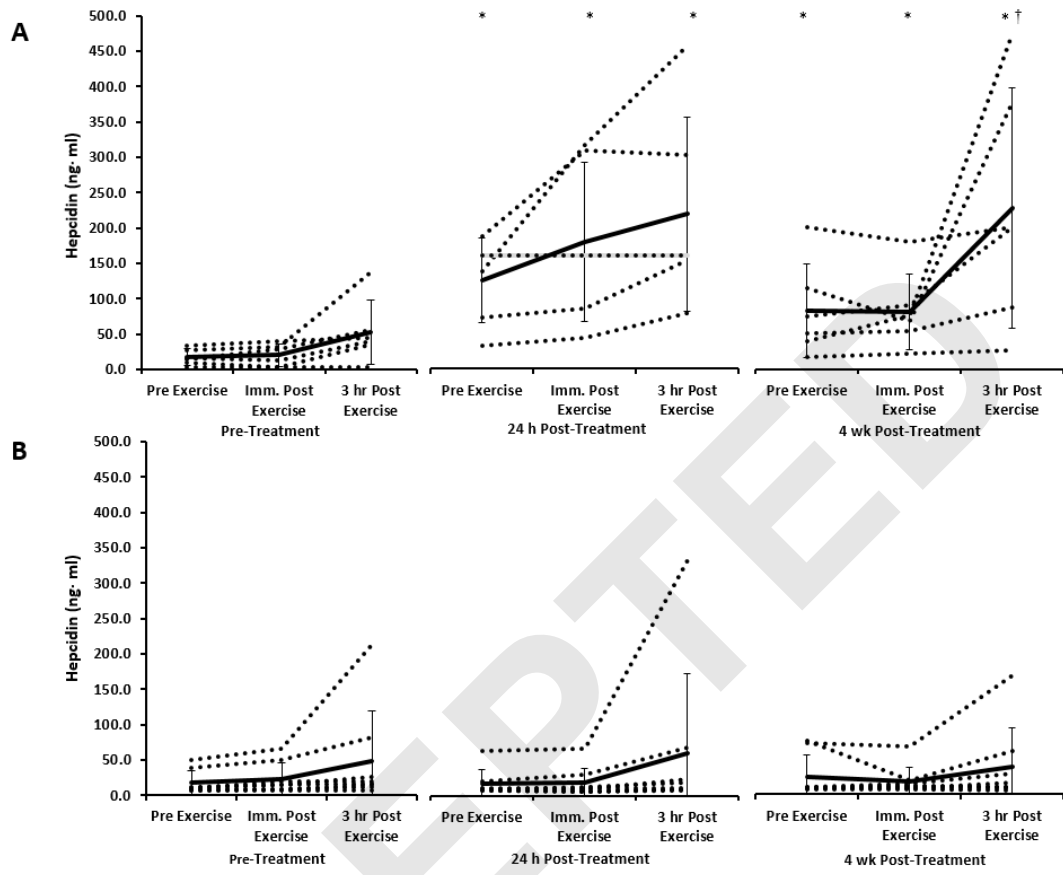 A
Hepcidin (ng· ml)
500.0
450.0
400.0
350.0
300.0
250.0
200.0
150.0
100.0
50.0
0.0
* * * * * * †
Pre Exercise Imm. Post Exercise 3 hr Post Exercise
Pre-Treatment
Pre Exercise Imm. Post Exercise 3 hr Post Exercise
24 h Post-Treatment
Pre Exercise Imm. Post Exercise 3 hr Post Exercise
4 wk Post-Treatment
B
Hepcidin (ng· ml)
500.0
450.0
400.0
350.0
300.0
250.0
200.0
150.0
100.0
50.0
0.0
Pre Exercise Imm. Post Exercise 3 hr Post Exercise
Pre-Treatment
Pre Exercise Imm. Post Exercise 3 hr Post Exercise
24 h Post-Treatment
Pre Exercise Imm. Post Exercise 3 hr Post Exercise
4 wk Post-Treatment
EPTED